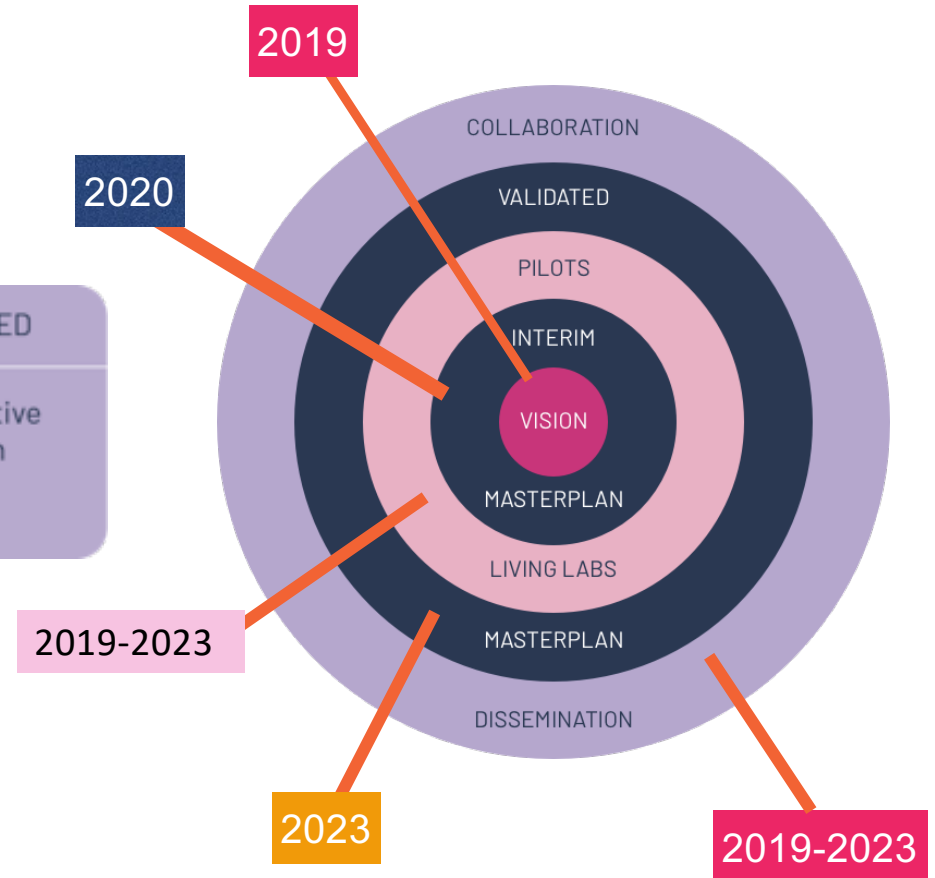 2019
COLLABORATION
2020
VALIDATED
PILOTS
INTERIM
VISION
MASTERPLAN
LIVING LABS
2019-2023
MASTERPLAN
DISSEMINATION
2023
2019-2023